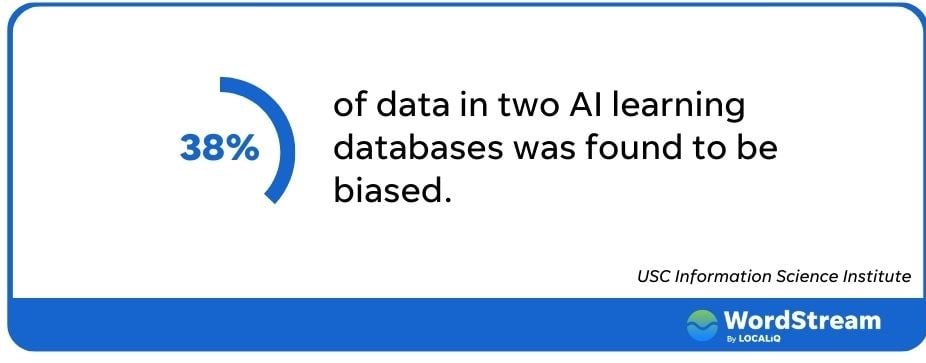 38%
of data in two AI learning
databases was found to be
biased.
USC Information Science Institute
WordStream
By LOCALiQ